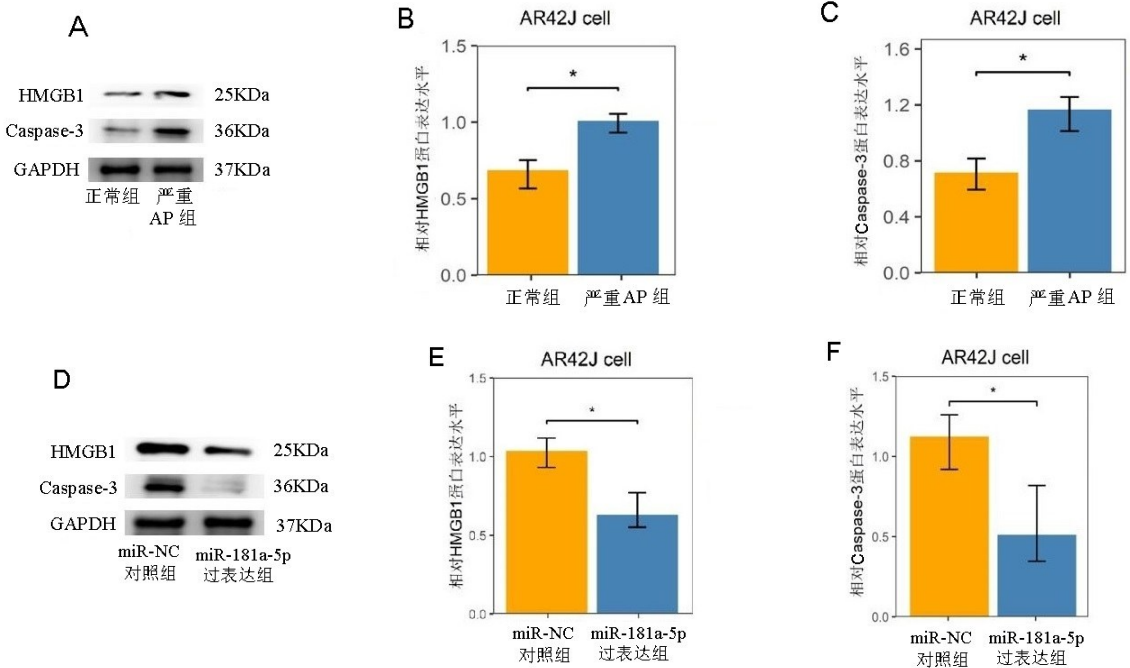 A
HMGB1
25KDa
Caspase-3
36KDa
GAPDH
37KDa
正常组
严重
AP 组
B
AR42J cell
相对HMGB1蛋白表达水平
1.5
1.0
0.5
0.0
*
正常组
严重AP 组
C
AR42J cell
相对Caspase-3蛋白表达水平
1.6
1.2
0.8
0.4
0.0
*
正常组
严重AP 组
D
HMGB1
25KDa
Caspase-3
36KDa
GAPDH
37KDa
miR-NC
对照组
miR-181a-5p
过表达组
E
AR42J cell
相对HMGB1蛋白表达水平
1.5
1.0
0.5
0.0
*
miR-NC
对照组
miR-181a-5p
过表达组
F
AR42J cell
相对Caspase-3蛋白表达水平
1.5
1.0
0.5
0.0
*
miR-NC
对照组
miR-181a-5p
过表达组